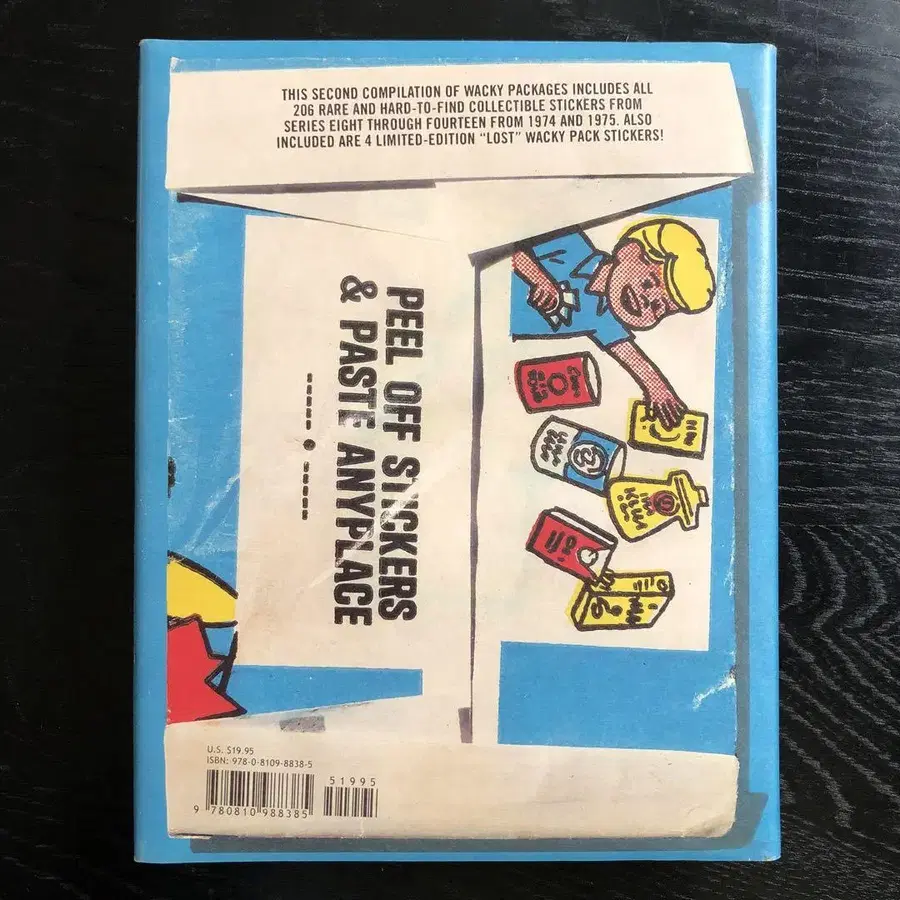 THIS SECOND COMPILATION OF WACKY PACKAGES INCLUDES ALL
206 RARE AND HARD-TO-FIND COLLECTIBLE STICKERS FROM
SERIES EIGHT THROUGH FOURTEEN FROM 1974 AND 1975. ALSO
INCLUDED ARE 4 LIMITED-EDITION “LOST” WACKY PACK STICKERS!
PEEL OFF STICKERS
& PASTE ANYPLACE
U.S. $19.95
ISBN: 978-0-8109-8838-5
51995
9 780810 988385